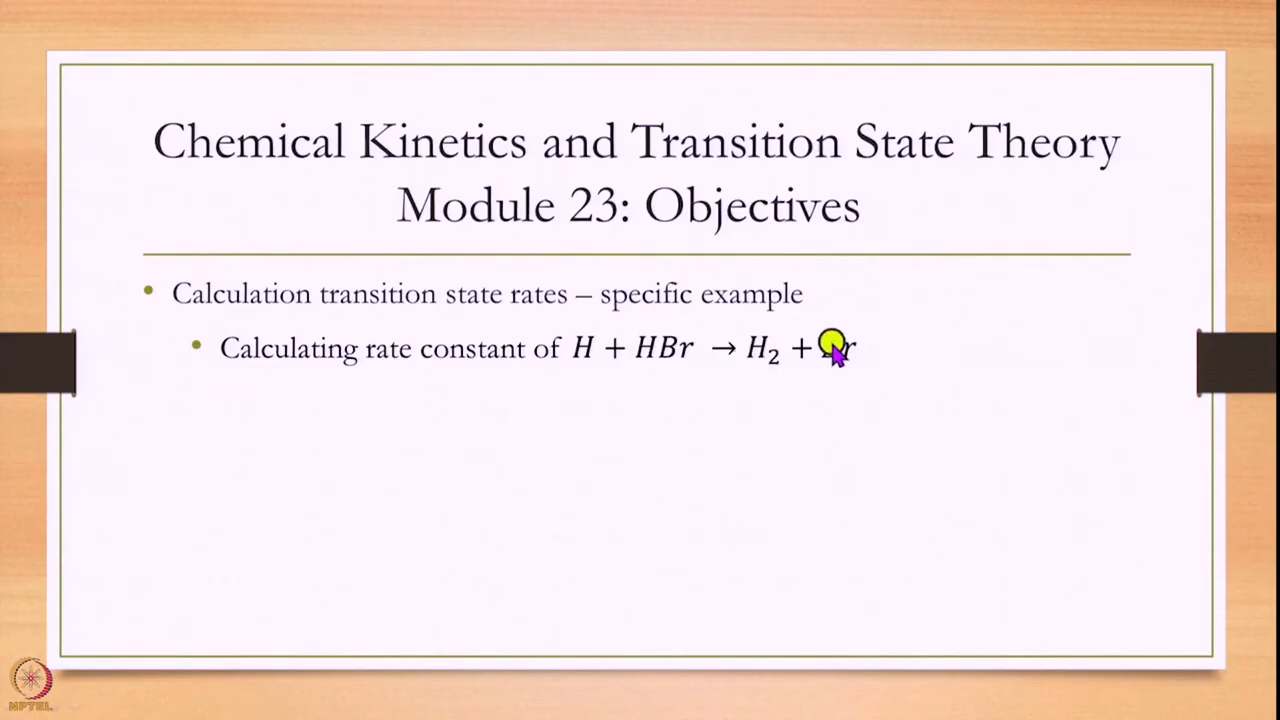 Chemical Kinetics and Transition State Theory
Module 23: Objectives
• Calculation transition state rates – specific example
• Calculating rate constant of H + HBr → H₂ +
NPTEL